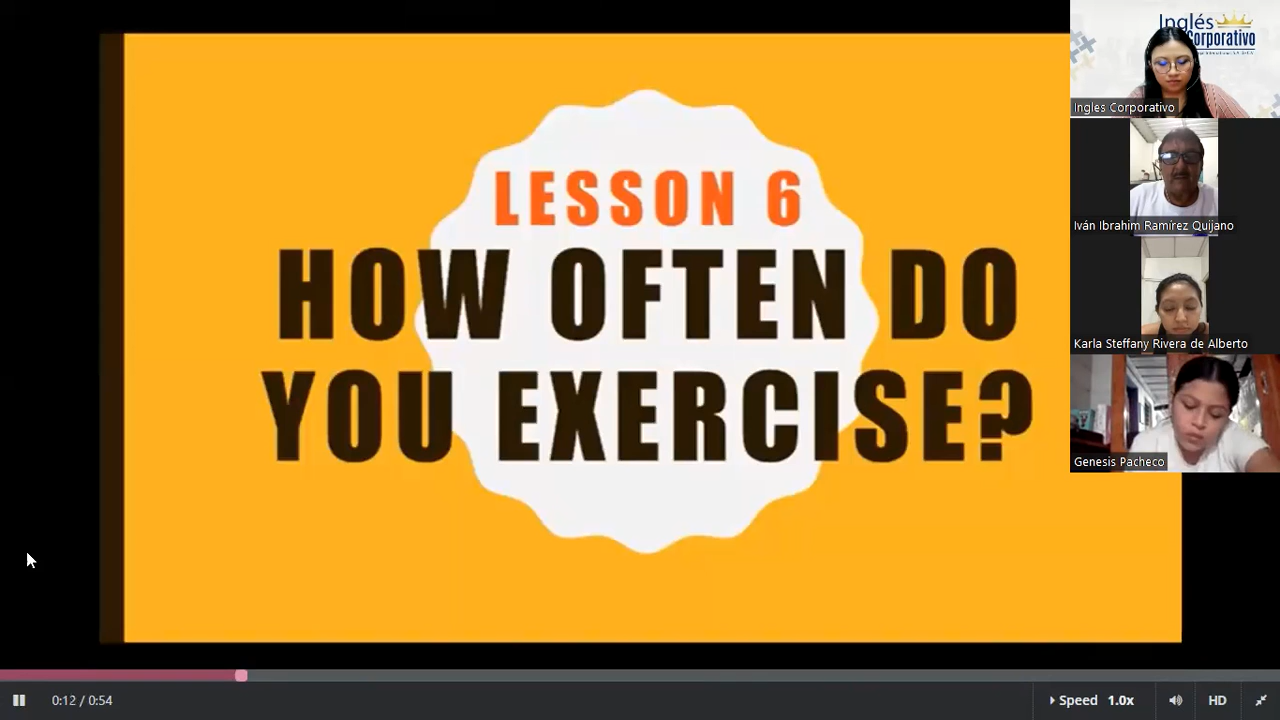 LESSON 6
HOW OFTEN DO
YOU EXERCISE?
Inglés
Corporativo
Ingles Corporativo
Iván Ibrahim Ramírez Quijano
Karla Steffany Rivera de Alberto
Genesis Pacheco
0:12 / 0:54
Speed 1.0x
HD